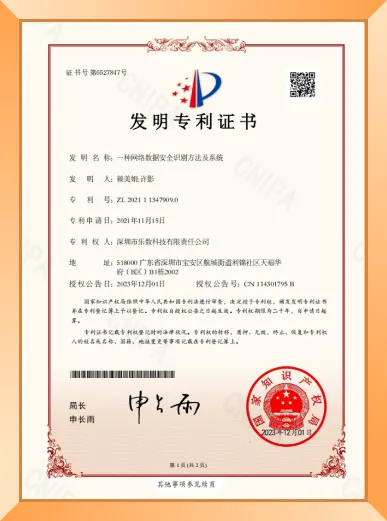 证书号第6527847号
发明专利证书
发 明 名 称：一种网络数据安全识别方法及系统
发 明 人：赖美娟;许影
专 利 号：ZL 2021 1 1347909.0
专利申请日：2021年11月15日
专 利 权 人：深圳市乐数科技有限责任公司
地 址：518000 广东省深圳市宝安区航城街道利锦社区天福华
府（B区）B1栋2002
授权公告日：2023年12月01日 授权公告号：CN 114301795 B
国家知识产权局依照中华人民共和国专利法进行审查，决定授予专利权，颁发发明专利证书
并在专利登记簿上予以登记。专利权自授权公告之日起生效。专利权期限为二十年，自申请日起
算。
专利证书记载专利权登记时的法律状况。专利权的转移、质押、无效、终止、恢复和专利权
人的姓名或名称、国籍、地址变更等事项记载在专利登记簿上。
局长
申长雨
申长雨
国家知识产权局
2023年12月01日
第 1 页 (共 2 页)
其他事项参见续页
CNIPA